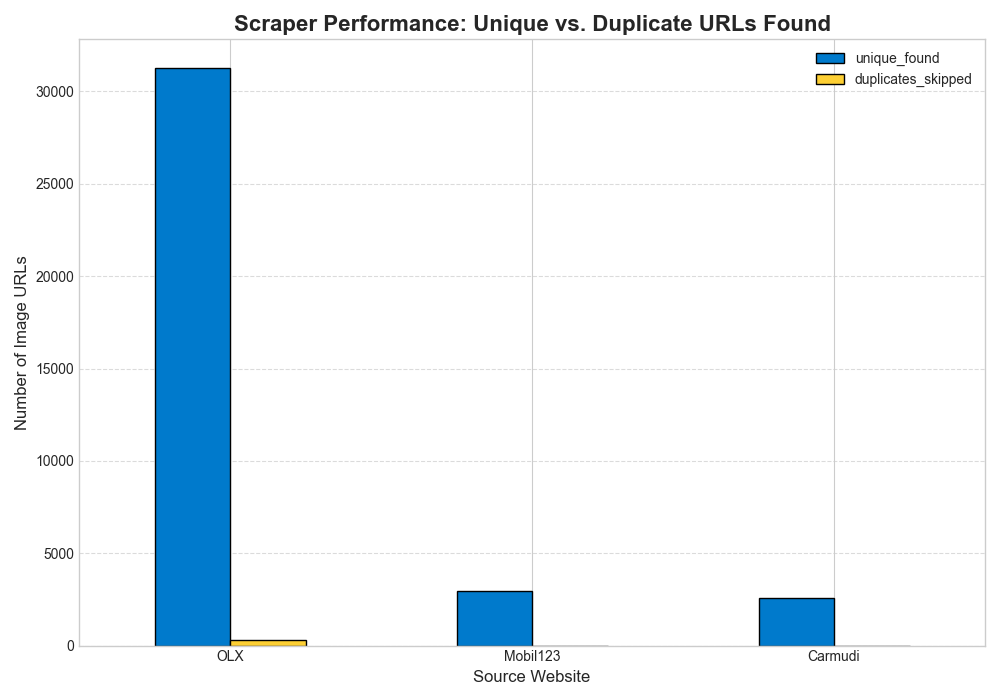 Scraper Performance: Unique vs. Duplicate URLs Found
unique_found
duplicates_skipped
Number of Image URLs
30000
25000
20000
15000
10000
5000
0
OLX Mobil123 Carmudi
Source Website